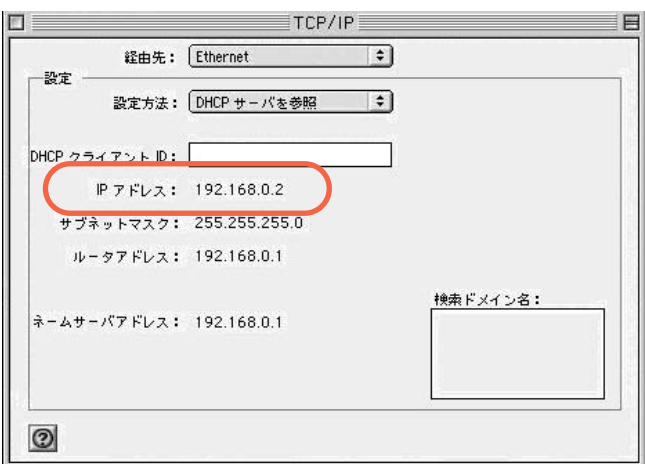 TCP/IP
経由先： Ethernet
設定
設定方法： DHCP サーバを参照
DHCP クライアント ID：
IP アドレス： 192.168.0.2
サブネットマスク： 255.255.255.0
ルータアドレス： 192.168.0.1
検索ドメイン名：
ネームサーバアドレス： 192.168.0.1
?